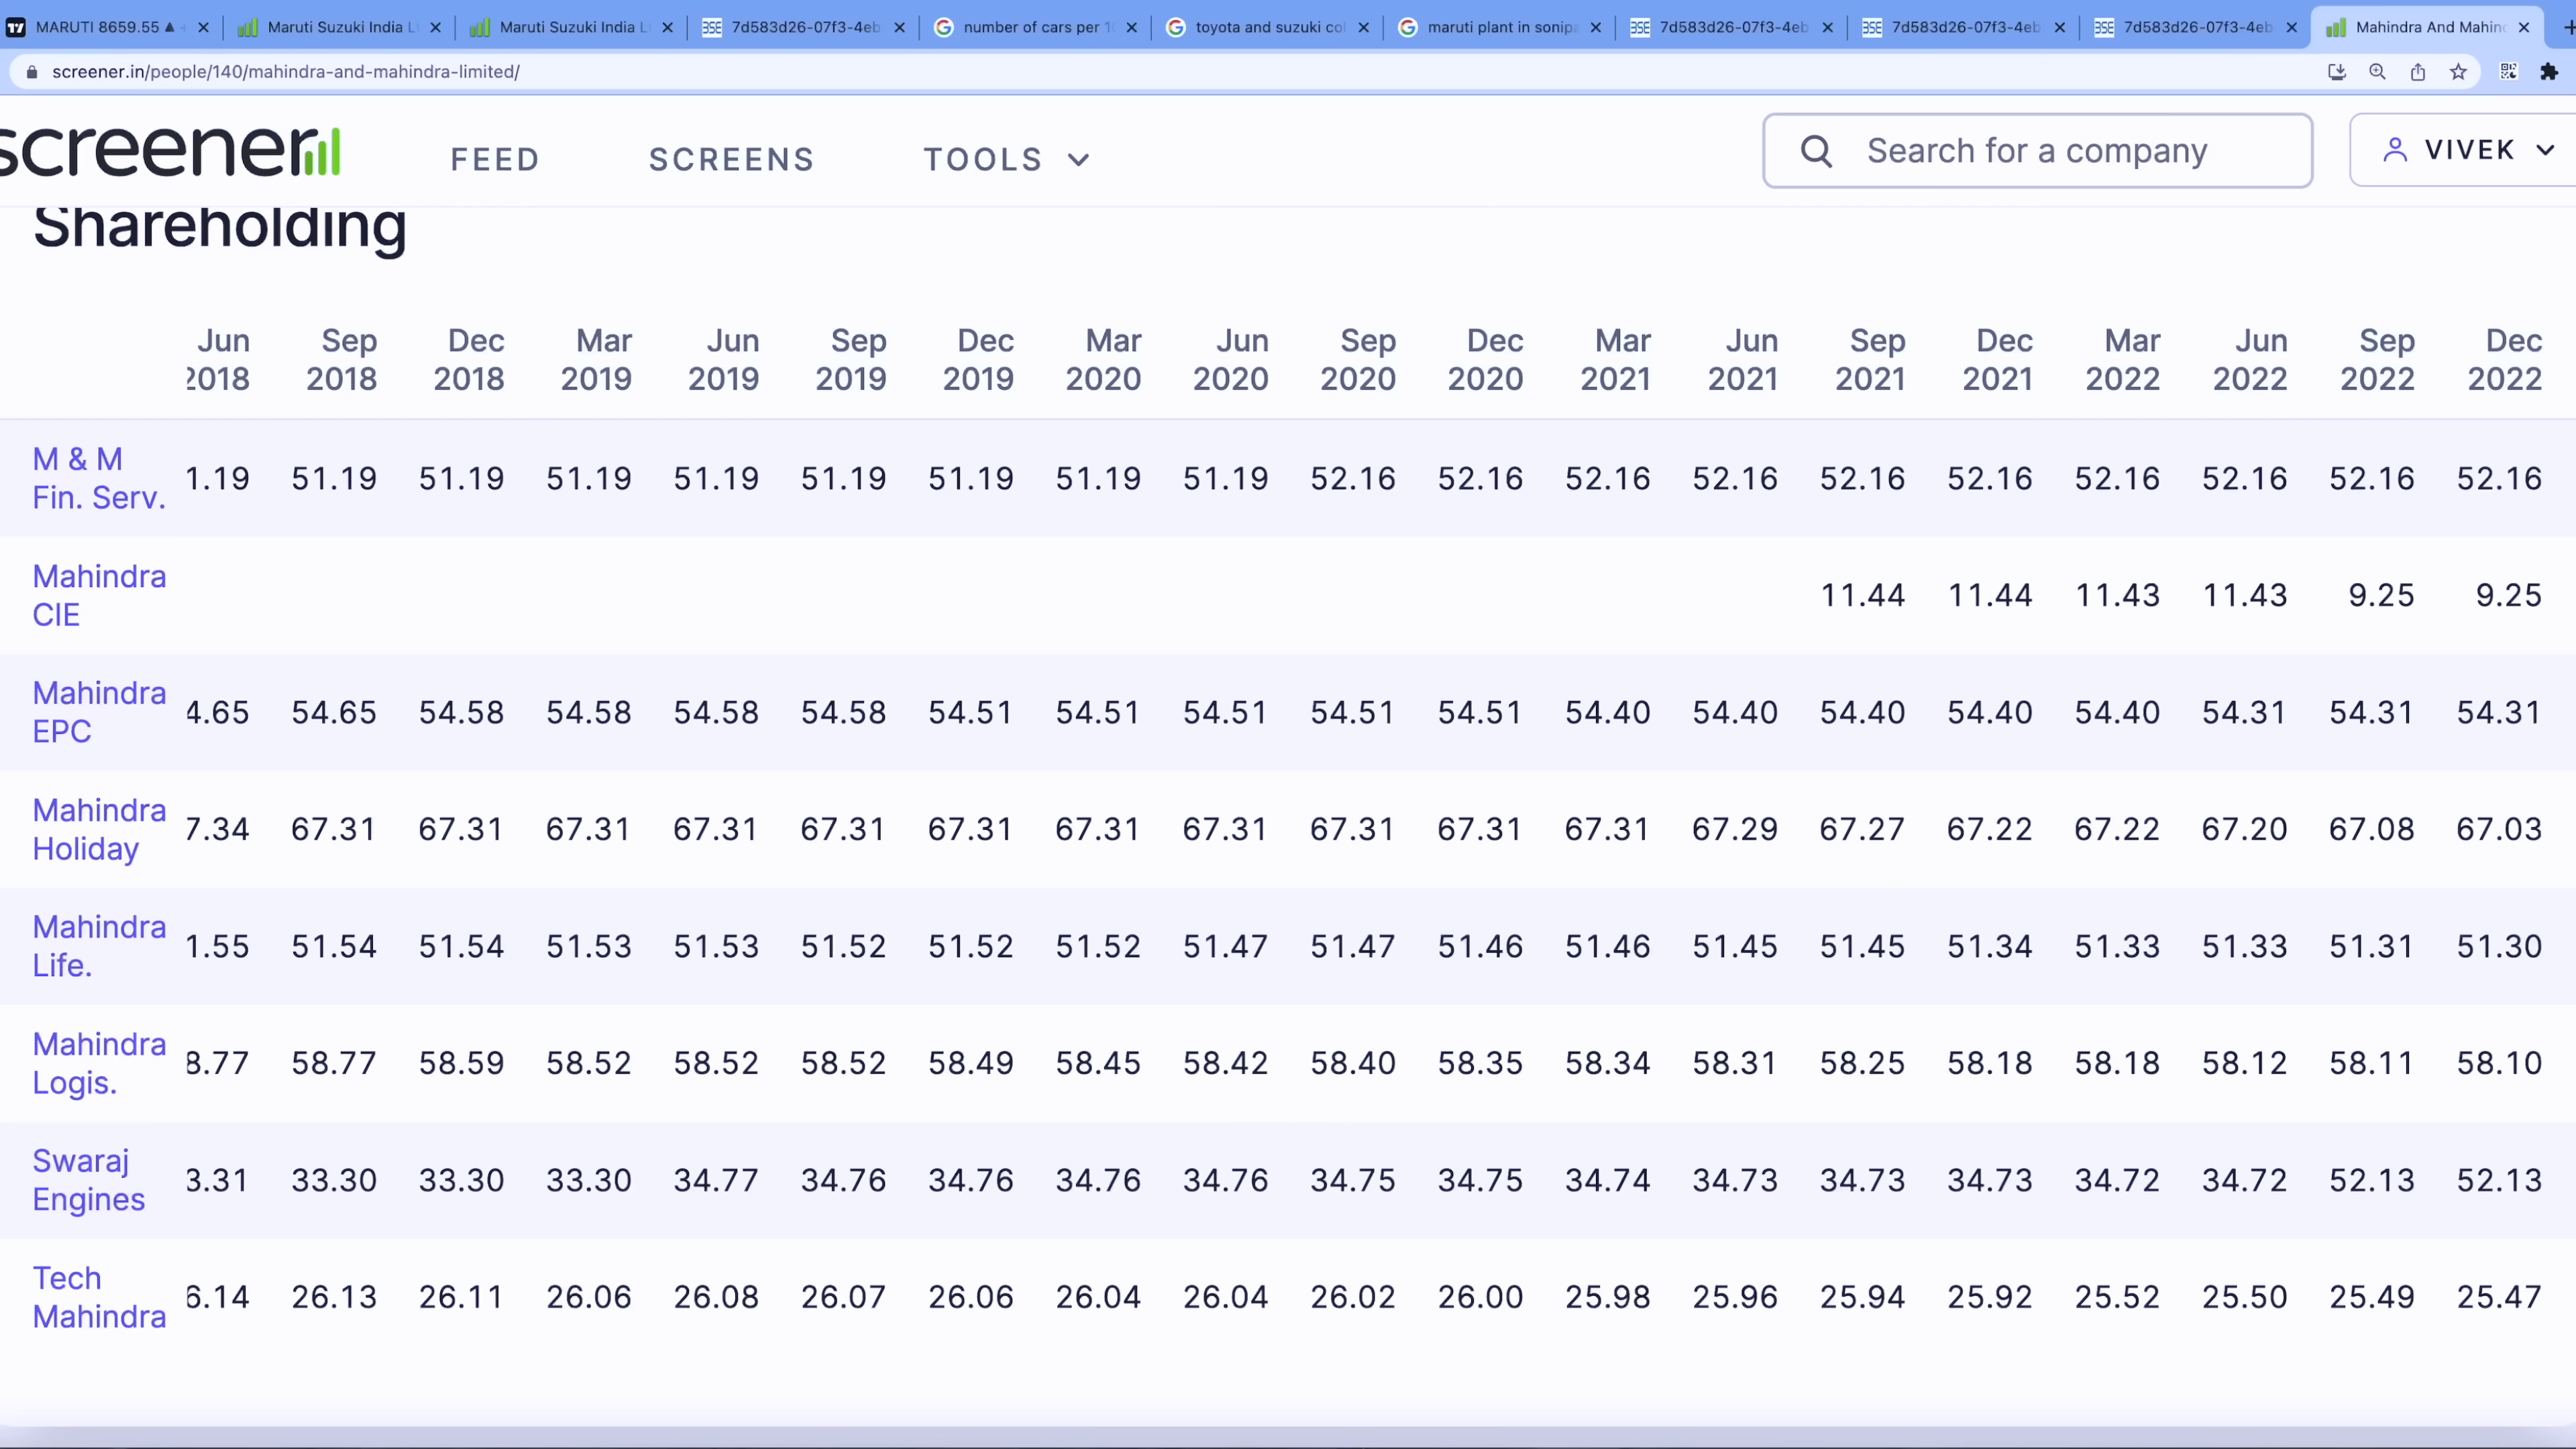 MARUTI 8659.55 ▲ Maruti Suzuki India L Maruti Suzuki India L 7d583d26-07f3-4eb number of cars per 1 toyota and suzuki col maruti plant in sonip 7d583d26-07f3-4eb 7d583d26-07f3-4eb 7d583d26-07f3-4eb Mahindra And Mahin
screener.in/people/140/mahindra-and-mahindra-limited/
screener FEED SCREENS TOOLS Search for a company VIVEK
Shareholding
Jun Sep Dec Mar Jun Sep Dec Mar Jun Sep Dec Mar Jun Sep Dec Mar Jun Sep Dec
2018 2018 2018 2019 2019 2019 2019 2020 2020 2020 2020 2021 2021 2021 2021 2022 2022 2022 2022
M & M
Fin. Serv.
1.19 51.19 51.19 51.19 51.19 51.19 51.19 51.19 51.19 52.16 52.16 52.16 52.16 52.16 52.16 52.16 52.16 52.16 52.16
Mahindra
CIE
11.44 11.44 11.43 11.43 9.25 9.25
Mahindra
EPC
4.65 54.65 54.58 54.58 54.58 54.58 54.51 54.51 54.51 54.51 54.51 54.40 54.40 54.40 54.40 54.40 54.31 54.31 54.31
Mahindra
Holiday
7.34 67.31 67.31 67.31 67.31 67.31 67.31 67.31 67.31 67.31 67.31 67.31 67.29 67.27 67.22 67.22 67.20 67.08 67.03
Mahindra
Life.
1.55 51.54 51.54 51.53 51.53 51.52 51.52 51.52 51.47 51.47 51.46 51.46 51.45 51.45 51.34 51.33 51.33 51.31 51.30
Mahindra
Logis.
8.77 58.77 58.59 58.52 58.52 58.52 58.49 58.45 58.42 58.40 58.35 58.34 58.31 58.25 58.18 58.18 58.12 58.11 58.10
Swaraj
Engines
3.31 33.30 33.30 33.30 34.77 34.76 34.76 34.76 34.76 34.75 34.75 34.74 34.73 34.73 34.73 34.72 34.72 52.13 52.13
Tech
Mahindra
6.14 26.13 26.11 26.06 26.08 26.07 26.06 26.04 26.04 26.02 26.00 25.98 25.96 25.94 25.92 25.52 25.50 25.49 25.47